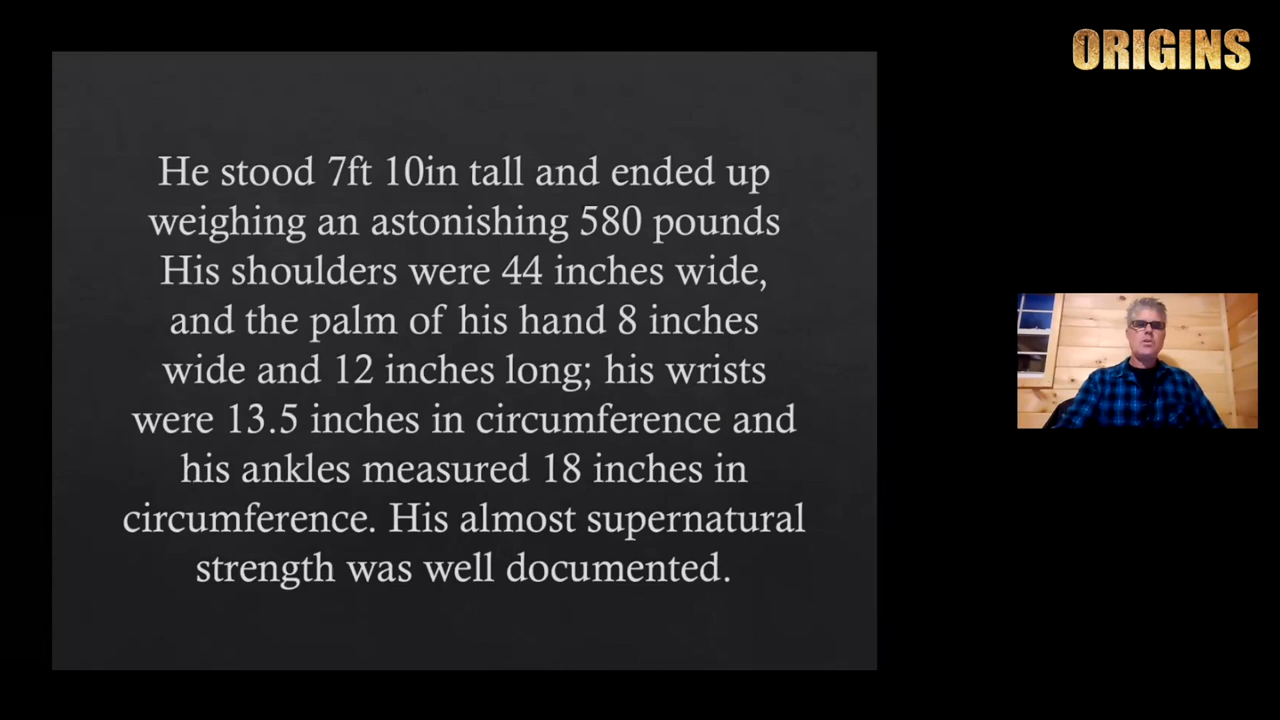 ORIGINS
He stood 7ft 10in tall and ended up
weighing an astonishing 580 pounds
His shoulders were 44 inches wide,
and the palm of his hand 8 inches
wide and 12 inches long; his wrists
were 13.5 inches in circumference and
his ankles measured 18 inches in
circumference. His almost supernatural
strength was well documented.